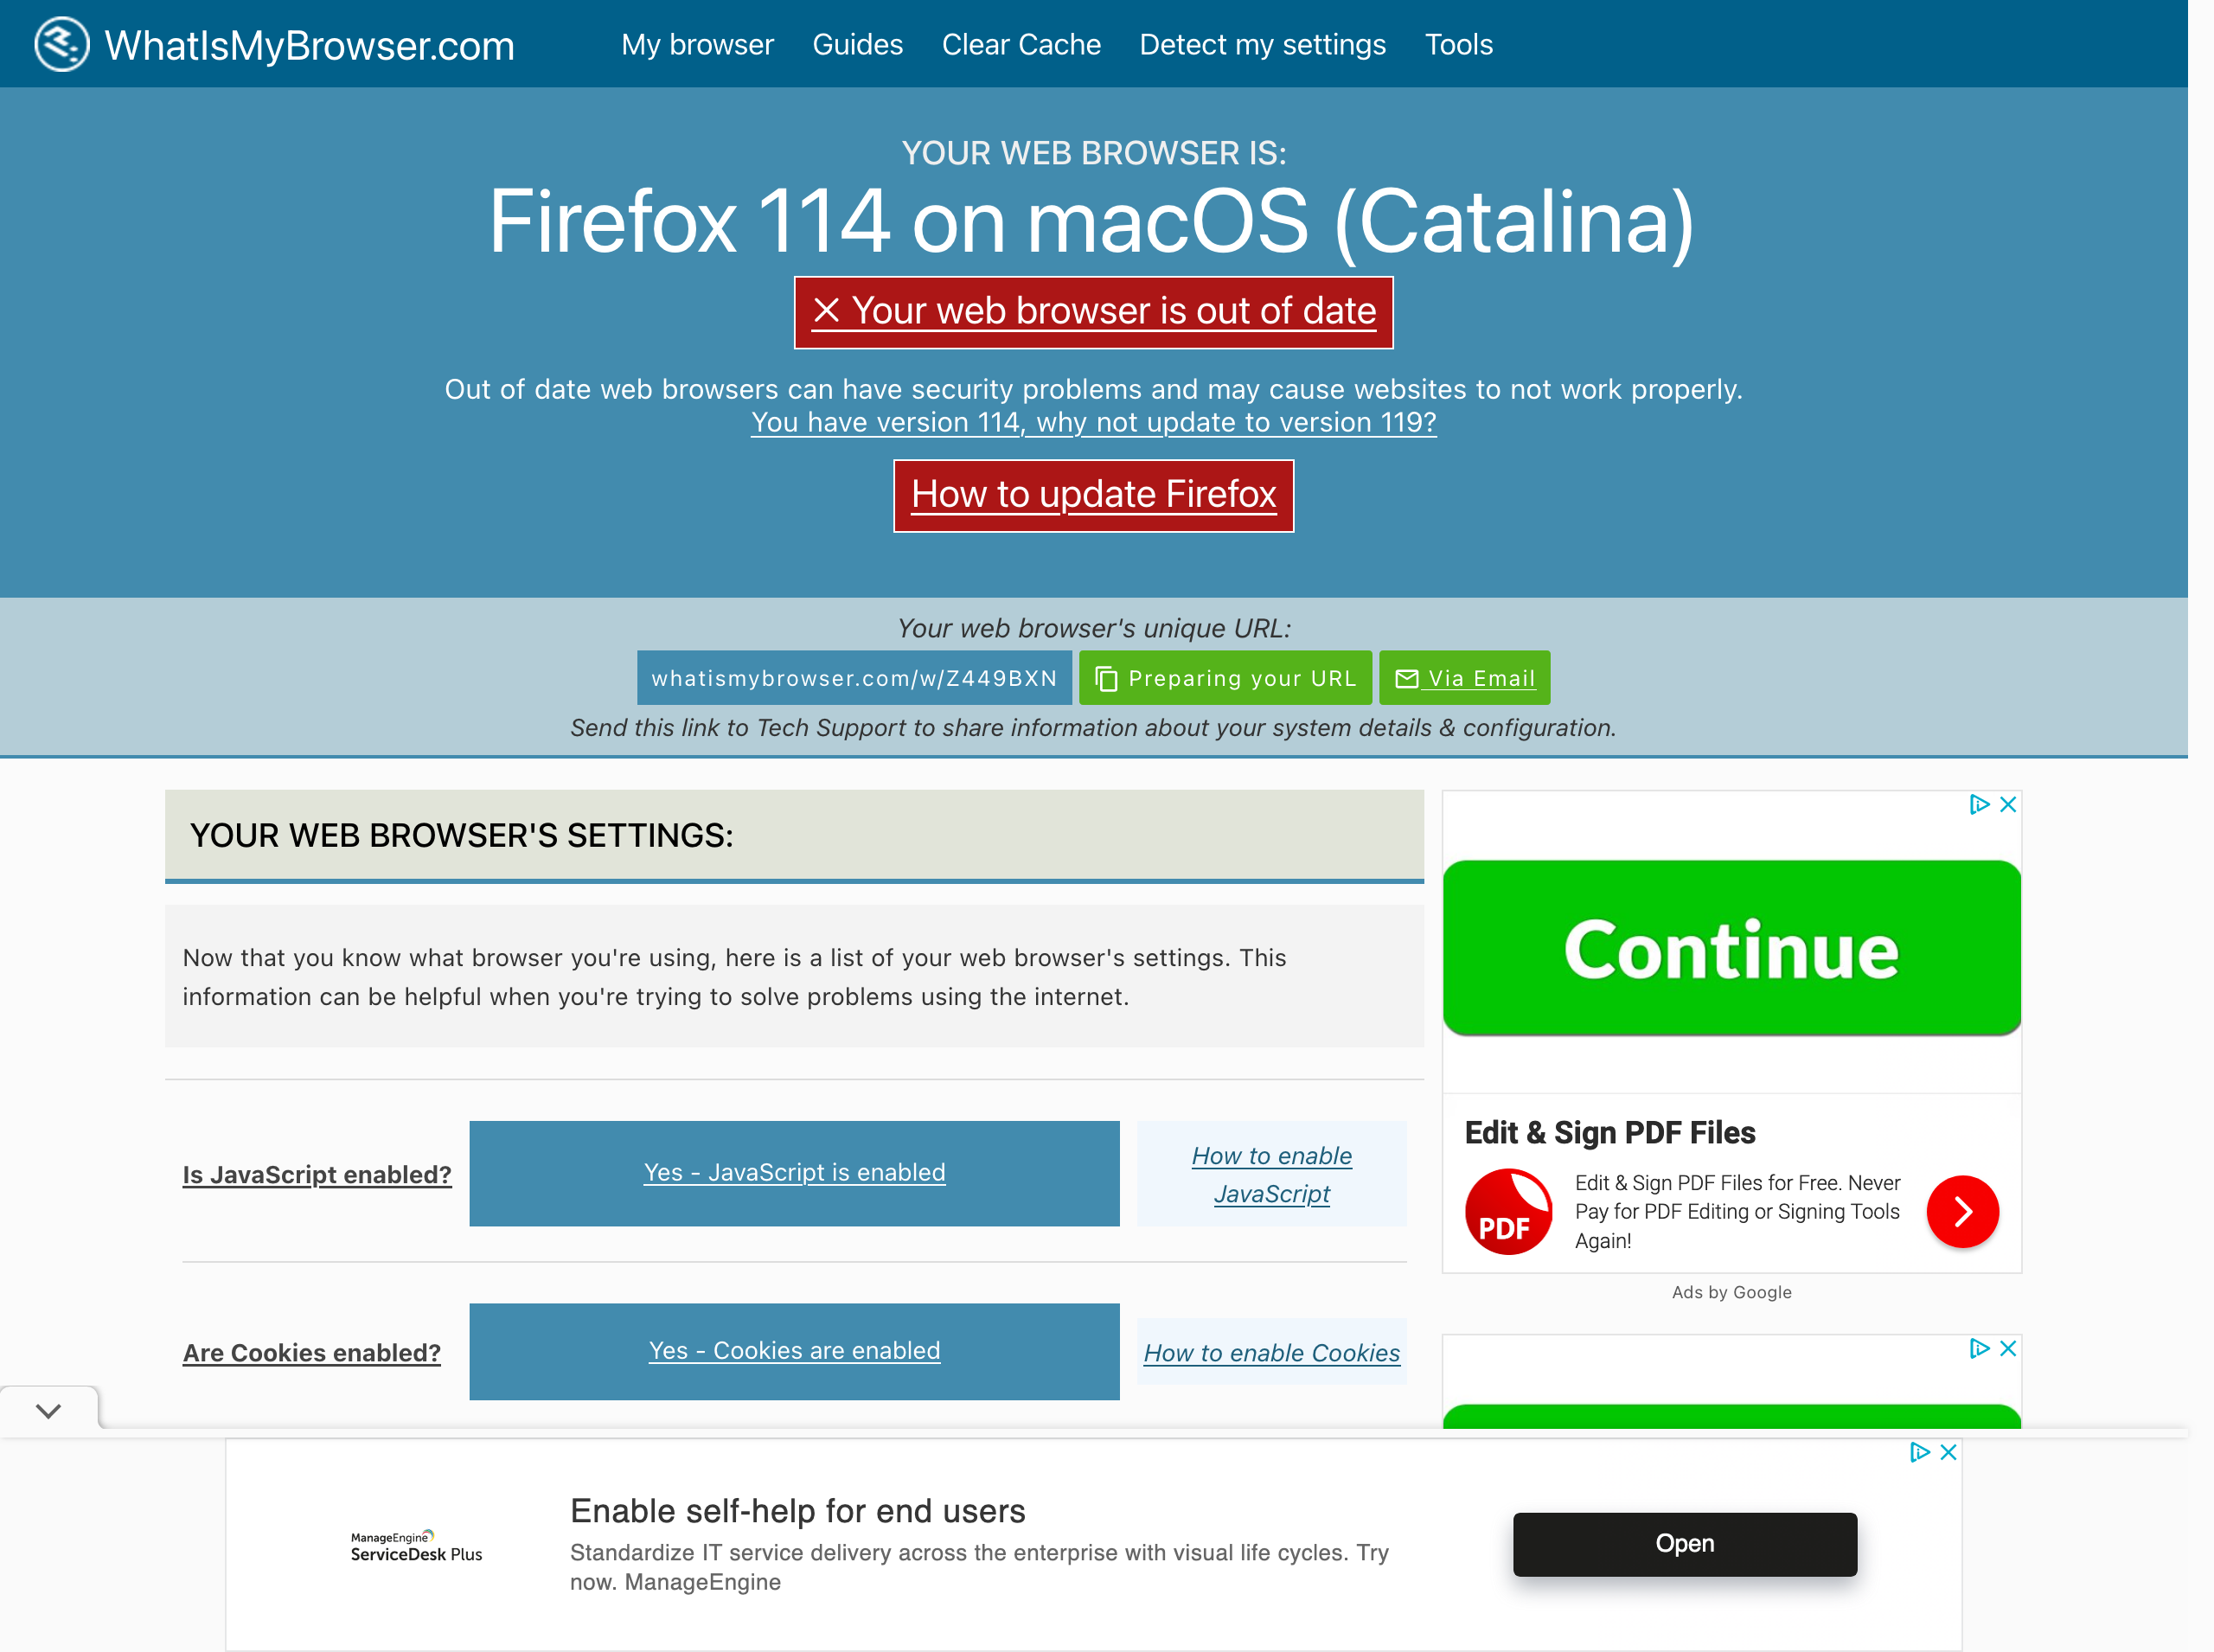 WhatIsMyBrowser.com
My browser
Guides
Clear Cache
Detect my settings
Tools
YOUR WEB BROWSER IS:
Firefox 114 on macOS (Catalina)
Your web browser is out of date
Out of date web browsers can have security problems and may cause websites to not work properly.
You have version 114, why not update to version 119?
How to update Firefox
Your web browser's unique URL:
whatismybrowser.com/w/Z449BXN
Preparing your URL
Via Email
Send this link to Tech Support to share information about your system details & configuration.
YOUR WEB BROWSER'S SETTINGS:
Now that you know what browser you're using, here is a list of your web browser's settings. This
information can be helpful when you're trying to solve problems using the internet.
Is JavaScript enabled?
Yes - JavaScript is enabled
How to enable
JavaScript
Are Cookies enabled?
Yes - Cookies are enabled
How to enable Cookies
Continue
Edit & Sign PDF Files
PDF
Edit & Sign PDF Files for Free. Never
Pay for PDF Editing or Signing Tools
Again!
Ads by Google
ManageEngine
ServiceDesk Plus
Enable self-help for end users
Standardize IT service delivery across the enterprise with visual life cycles. Try
now. ManageEngine
Open